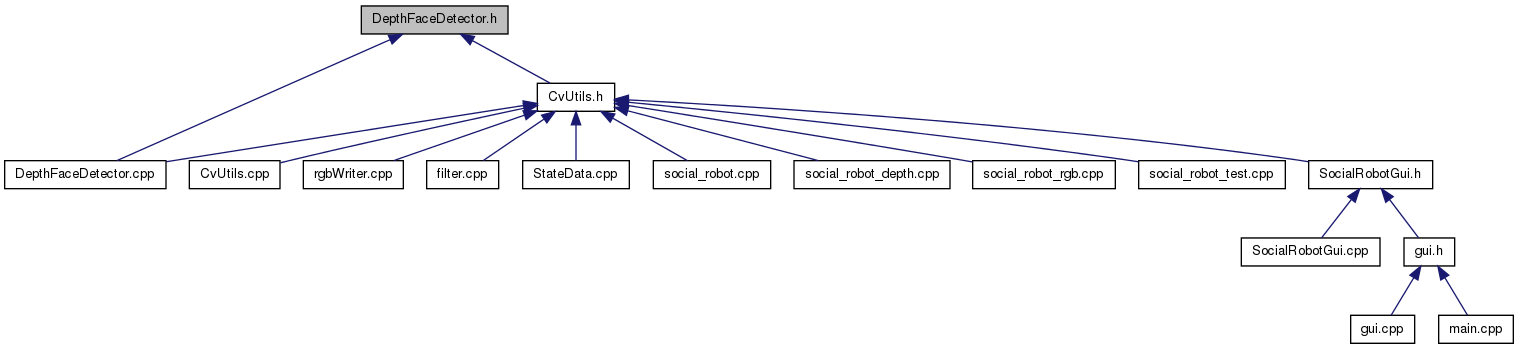 DepthFaceDetector.h
CvUtils.h
DepthFaceDetector.cpp
CvUtils.cpp
rgbWriter.cpp
filter.cpp
StateData.cpp
social_robot.cpp
social_robot_depth.cpp
social_robot_rgb.cpp
social_robot_test.cpp
SocialRobotGui.h
SocialRobotGui.cpp
gui.h
gui.cpp
main.cpp